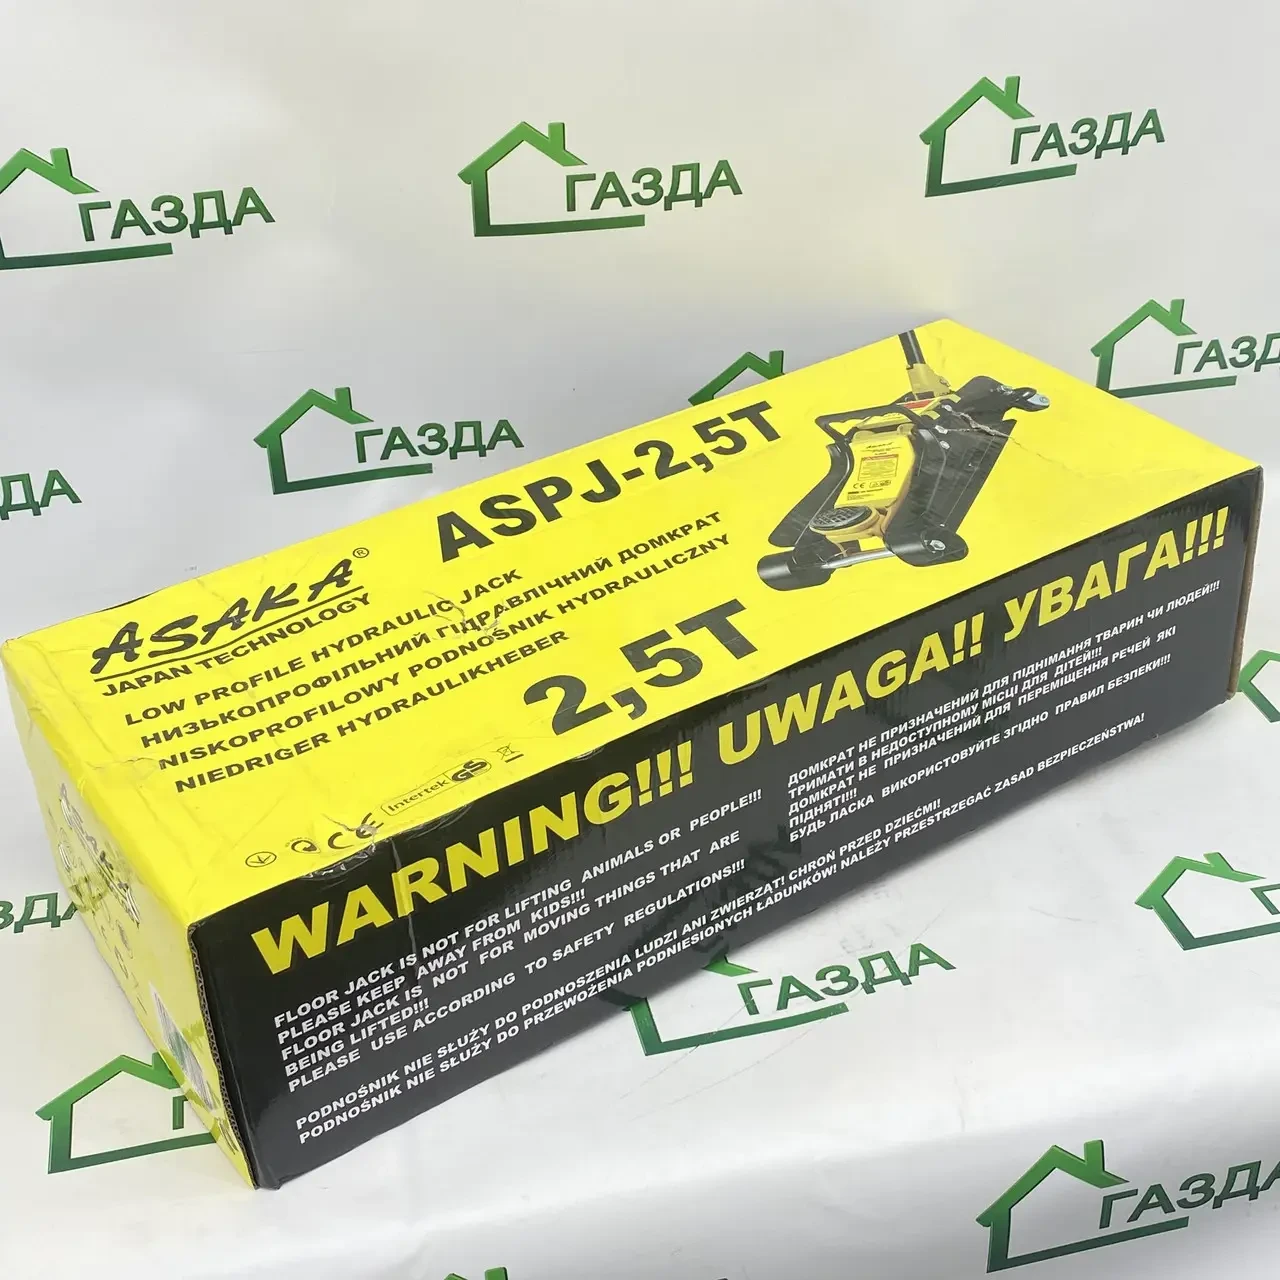 ГАЗДА
ГАЗДА
ГАЗДА
ГАЗДА
ГАЗДА
ASAKA®
JAPAN TECHNOLOGY
ASPJ-2,5T
LOW PROFILE HYDRAULIC JACK
НИЗЬКОПРОФІЛЬНИЙ ГІДРАВЛІЧНИЙ ДОМКРАТ
NISKOPROFILOWY PODNOŚNIK HYDRAULICZNY
NIEDRIGER HYDRAULIKHEBER
2,5T
CE
Intertek GS
WARNING!!! UWAGA!! УВАГА!!!
FLOOR JACK IS NOT FOR LIFTING ANIMALS OR PEOPLE!!!
PLEASE KEEP AWAY FROM KIDS!!!
FLOOR JACK IS NOT FOR MOVING THINGS THAT ARE
BEING LIFTED!!!
PLEASE USE ACCORDING TO SAFETY REGULATIONS!!!
ДОМКРАТ НЕ ПРИЗНАЧЕНИЙ ДЛЯ ПІДНІМАННЯ ТВАРИН ЧИ ЛЮДЕЙ!!!
ТРИМАТИ В НЕДОСТУПНОМУ МІСЦІ ДЛЯ ДІТЕЙ!!!
ДОМКРАТ НЕ ПРИЗНАЧЕНИЙ ДЛЯ ПЕРЕМІЩЕННЯ РЕЧЕЙ ЯКІ
ПІДНЯТІ!!!
БУДЬ ЛАСКА ВИКОРИСТОВУЙТЕ ЗГІДНО ПРАВИЛ БЕЗПЕКИ!!!
PODNOŚNIK NIE SŁUŻY DO PODNOSZENIA LUDZI ANI ZWIERZĄT! CHROŃ PRZED DZIEĆMI!
PODNOŚNIK NIE SŁUŻY DO PRZEWOŻENIA PODNIESIONYCH ŁADUNKÓW! NALEŻY PRZESTRZEGAĆ ZASAD BEZPIECZEŃSTWA!
ГАЗДА
ГАЗДА